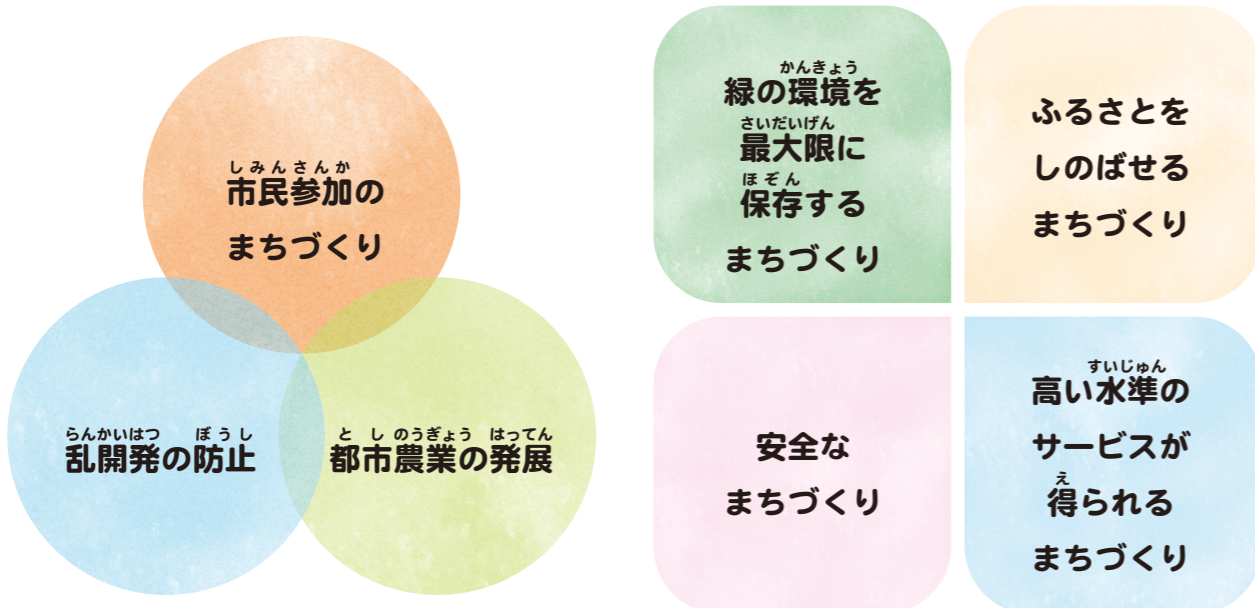 しみんさんか
市民参加の
まちづくり
らんかいはつ ぼうし
乱開発の防止
としのうぎょう はってん
都市農業の発展
かんきょう
緑の環境を
さいだいげん
最大限に
ほぞん
保存する
まちづくり
ふるさとを
しのばせる
まちづくり
安全な
まちづくり
すいじゅん
高い水準の
サービスが
え
得られる
まちづくり